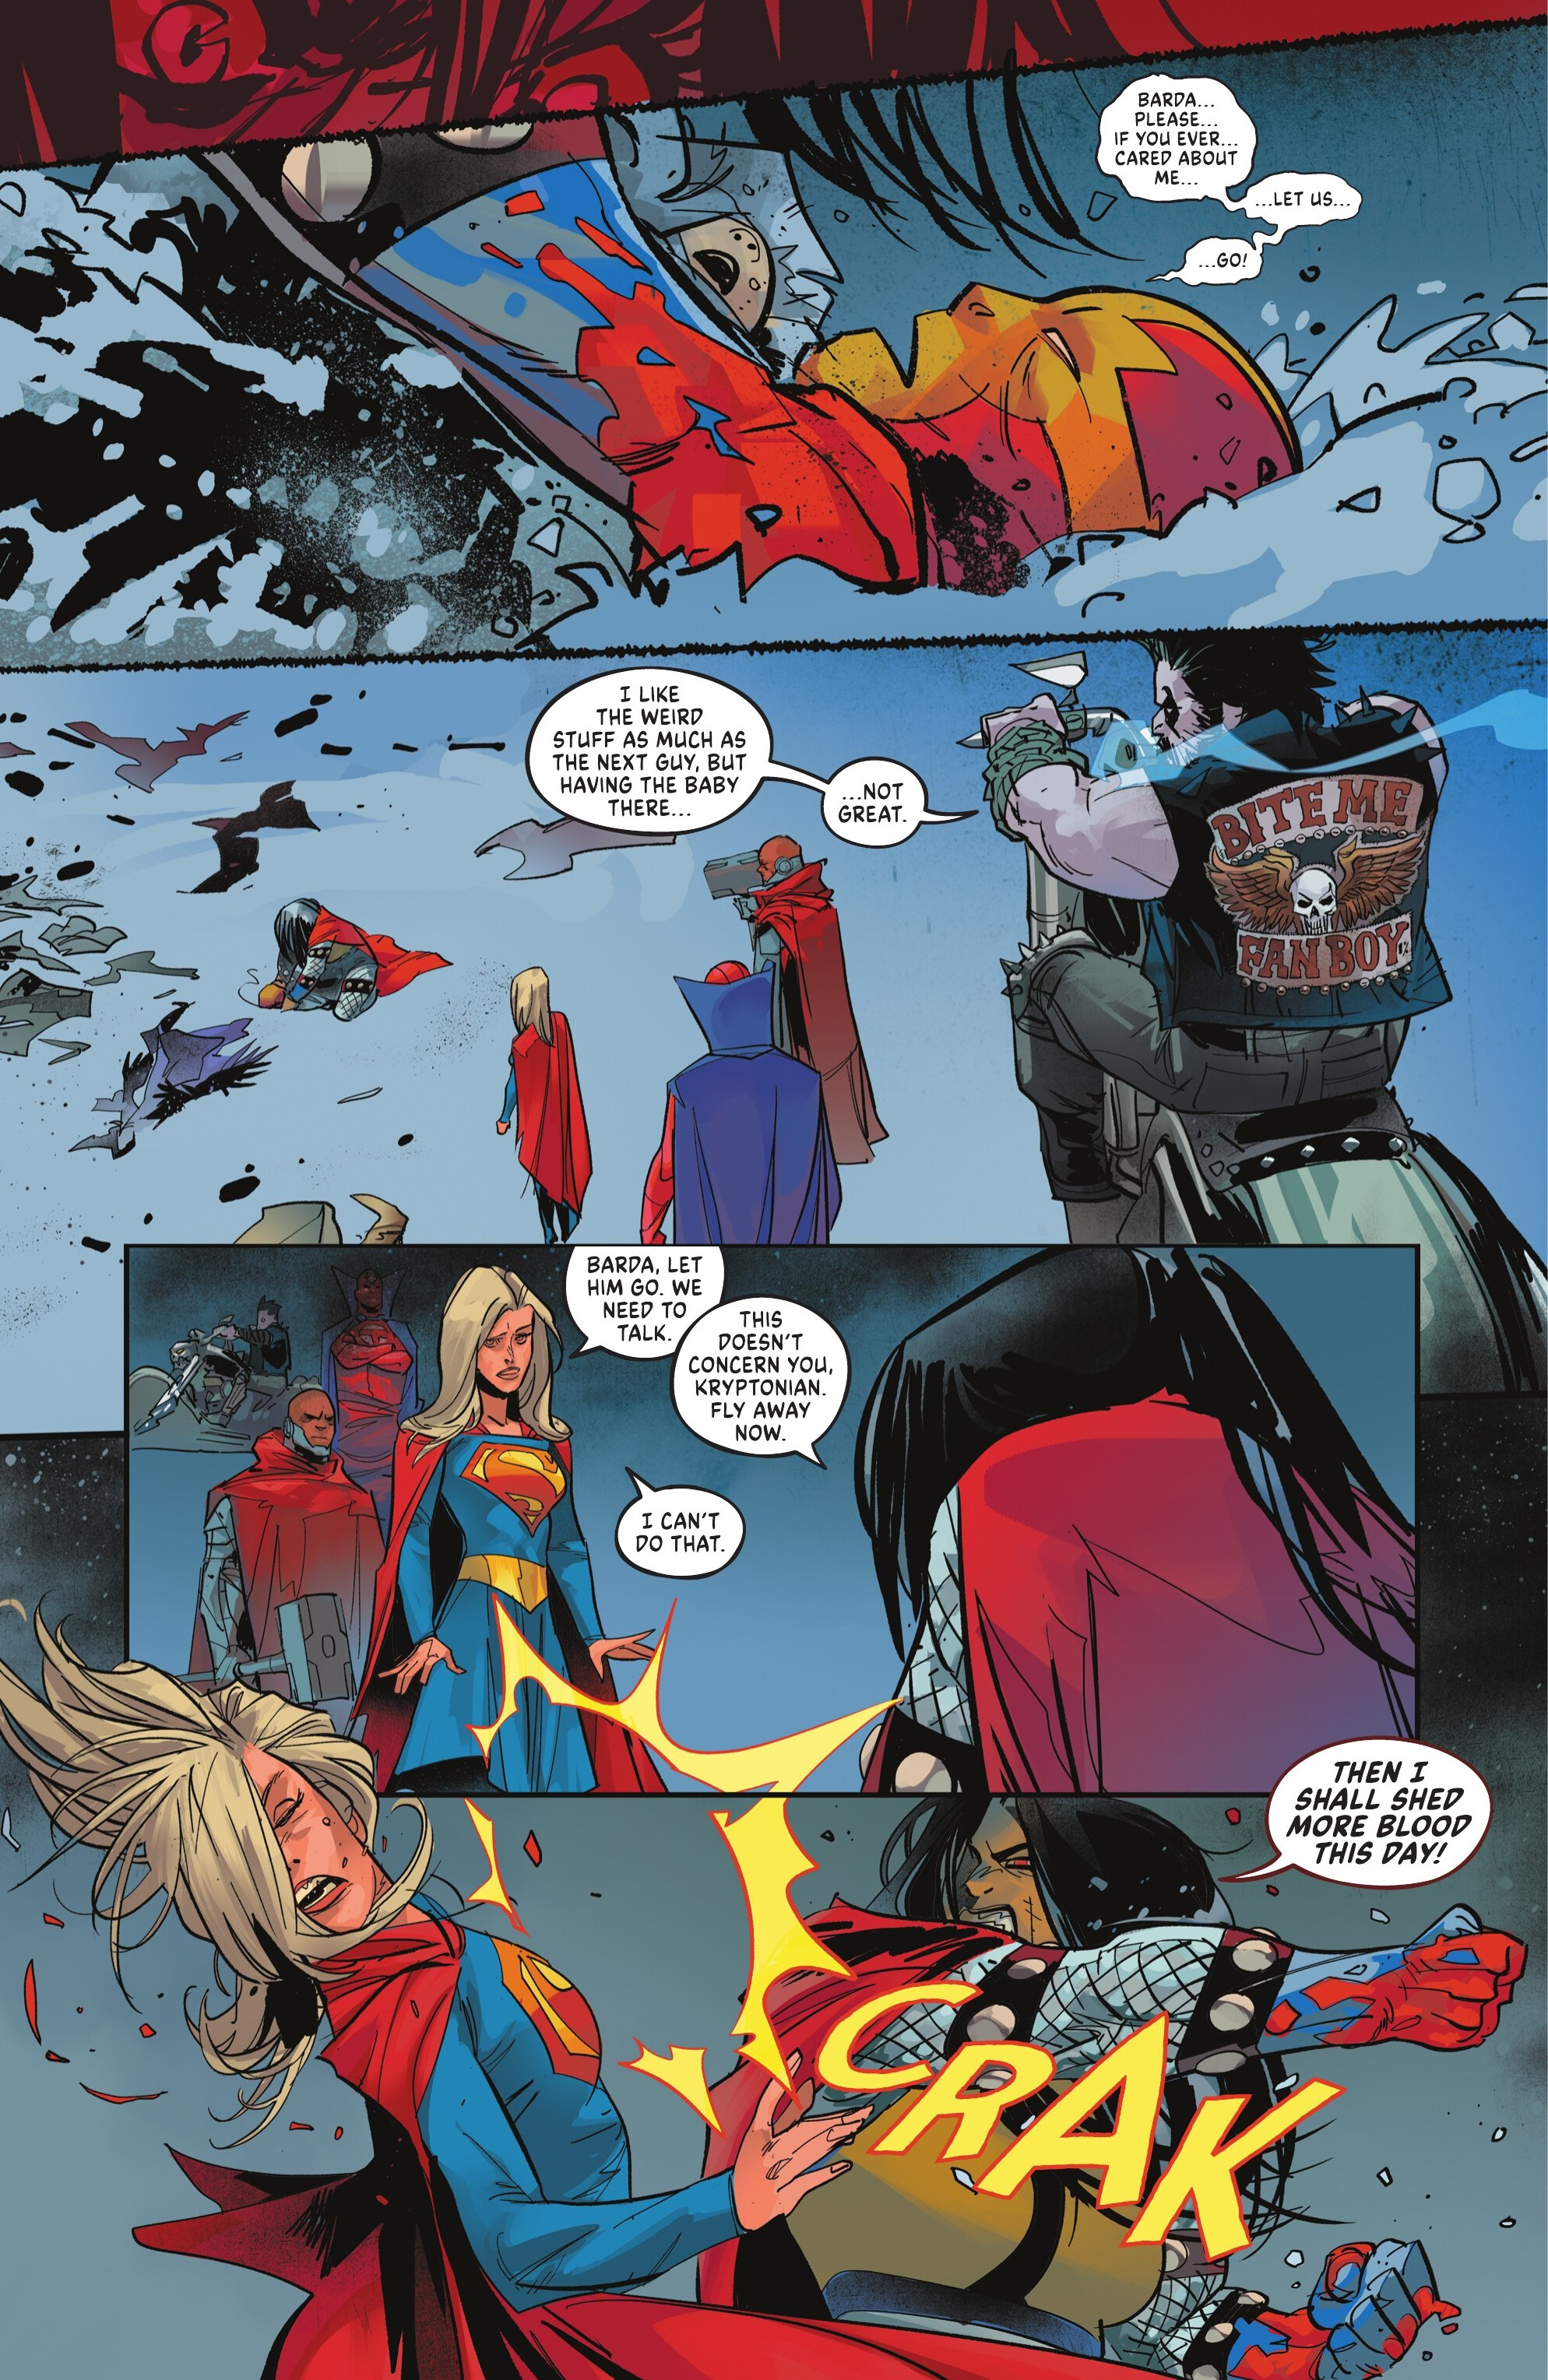 BARDA...
PLEASE...
IF YOU EVER...
CARED ABOUT
ME...
...LET US...
...GO!
I LIKE
THE WEIRD
STUFF AS MUCH AS
THE NEXT GUY, BUT
HAVING THE BABY
THERE...
...NOT
GREAT.
BITE ME
FANBOY
BARDA, LET
HIM GO. WE
NEED TO
TALK.
THIS
DOESN'T
CONCERN YOU,
KRYPTONIAN.
FLY AWAY
NOW.
I CAN'T
DO THAT.
THEN I
SHALL SHED
MORE BLOOD
THIS DAY!
CRAK